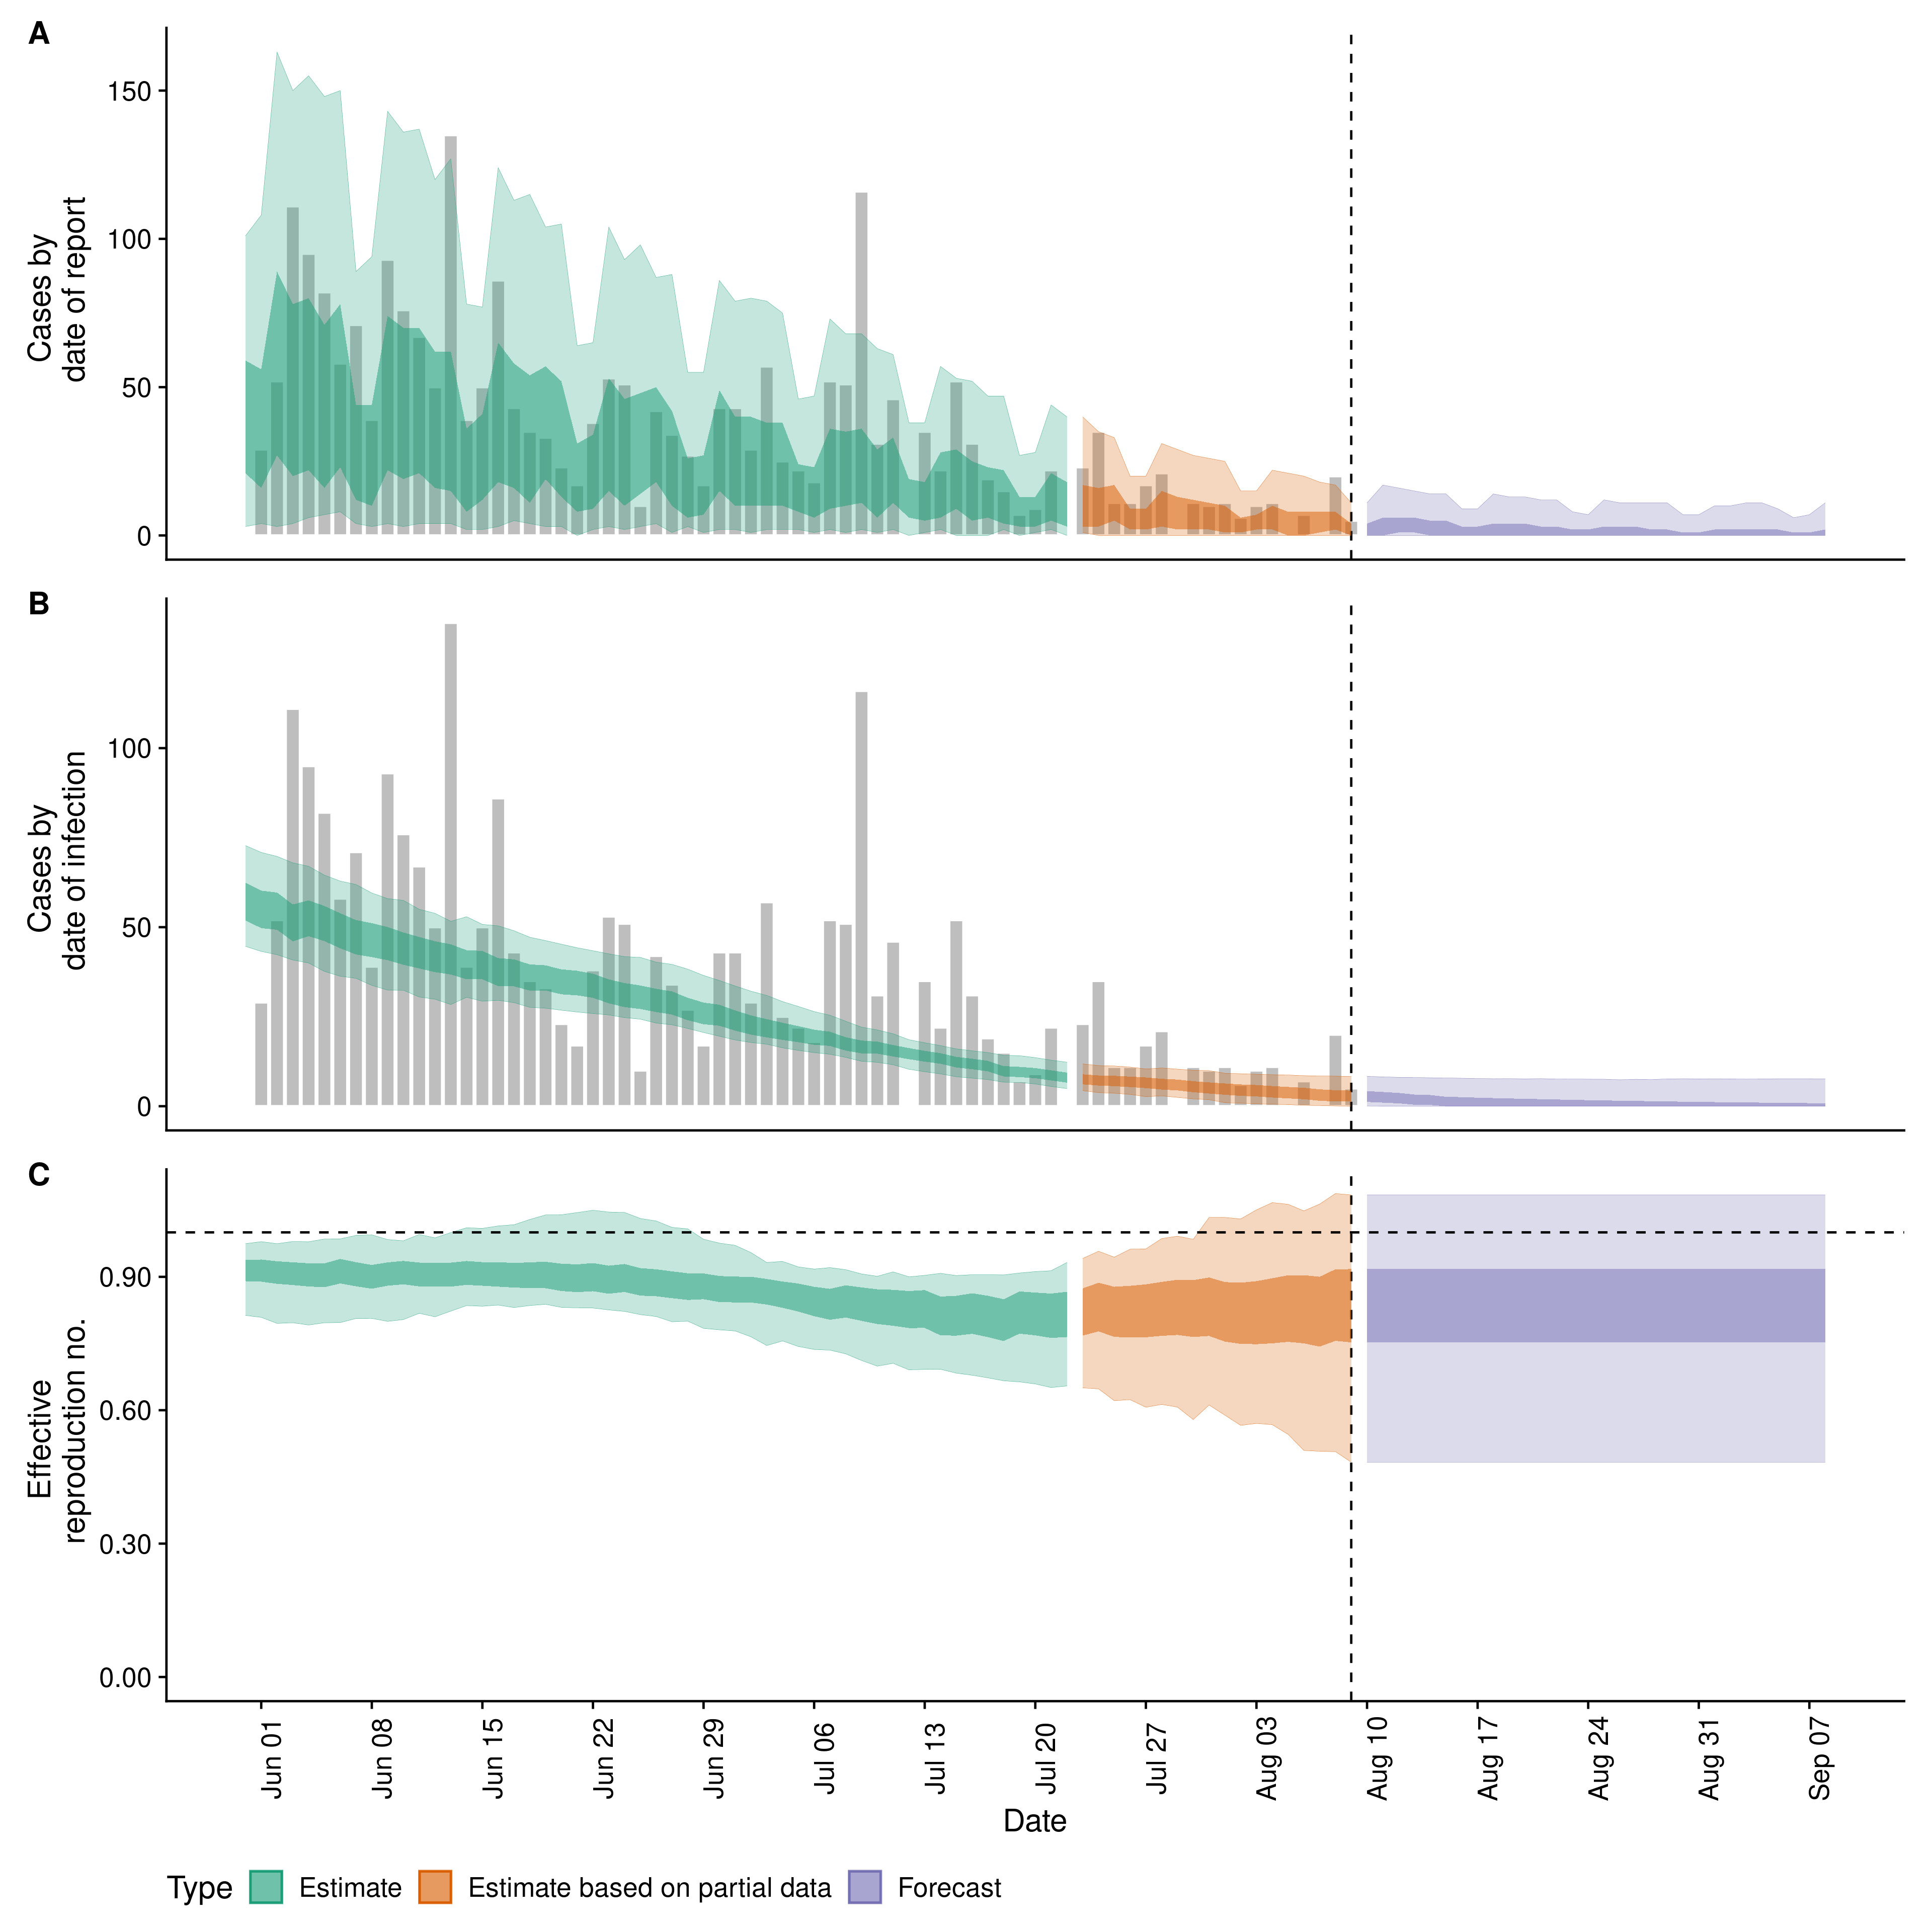 A
Cases by
date of report
150
100
50
0
B
Cases by
date of infection
100
50
0
C
Effective
reproduction no.
0.90
0.60
0.30
0.00
Jun 01
Jun 08
Jun 15
Jun 22
Jun 29
Jul 06
Jul 13
Jul 20
Jul 27
Aug 03
Aug 10
Aug 17
Aug 24
Aug 31
Sep 07
Date
Type Estimate Estimate based on partial data Forecast